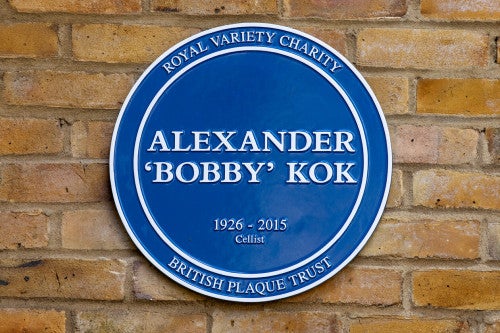 ROYAL VARIETY CHARITY
ALEXANDER
‘BOBBY’ KOK
1926 - 2015
Cellist
BRITISH PLAQUE TRUST